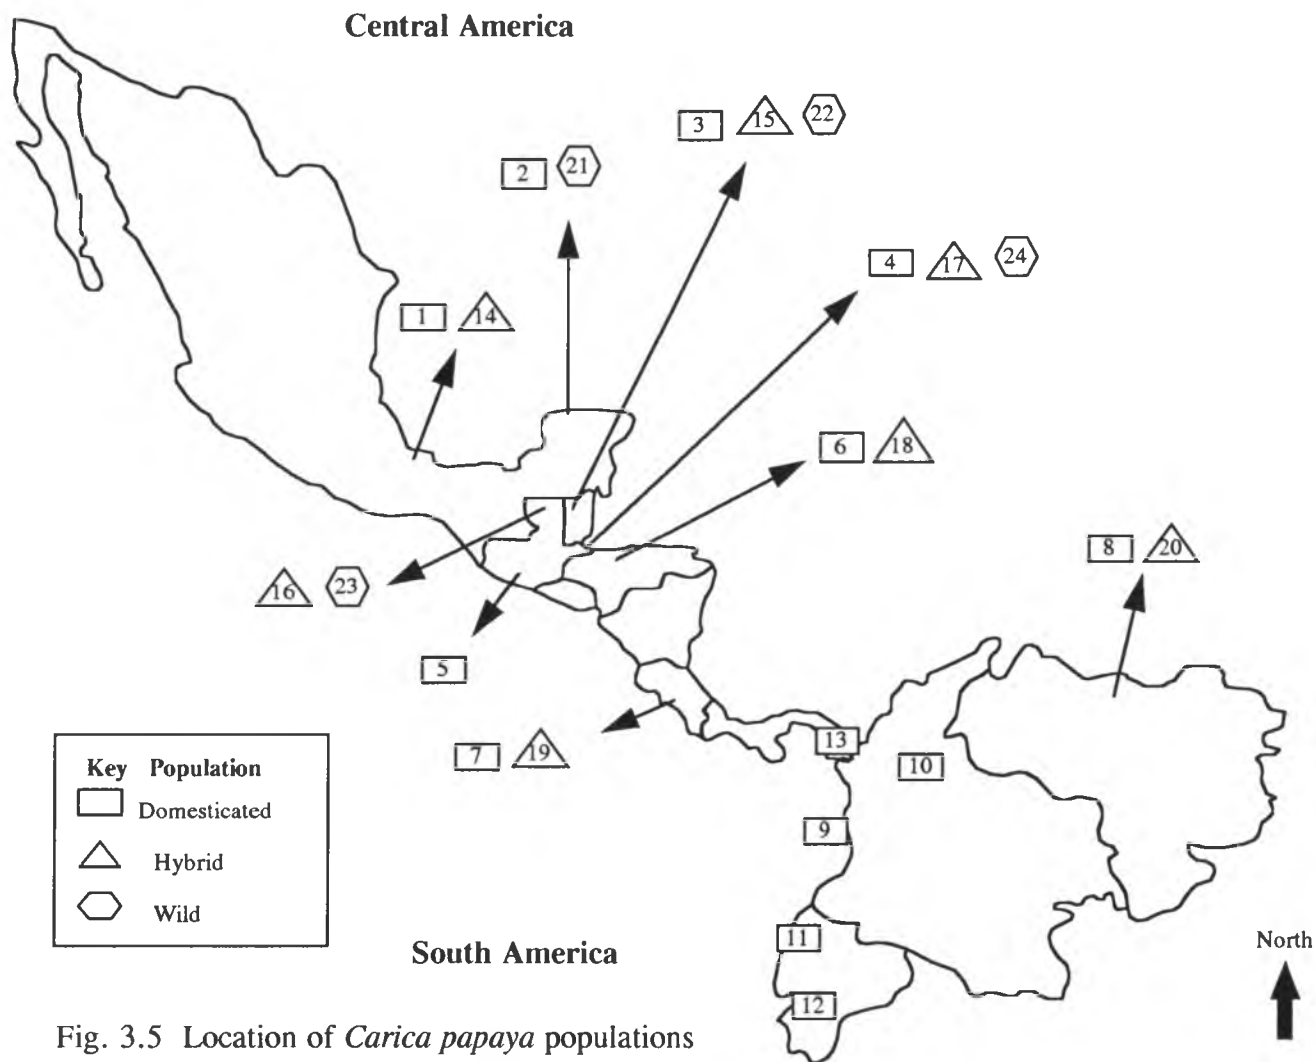 Central America
3 15 22
2 21
4 17 24
1 14
6 18
8 20
16 23
5
7 19
13
10
9
11
12
Key Population
Domesticated
Hybrid
Wild
South America
North
Fig. 3.5 Location of Carica papaya populations